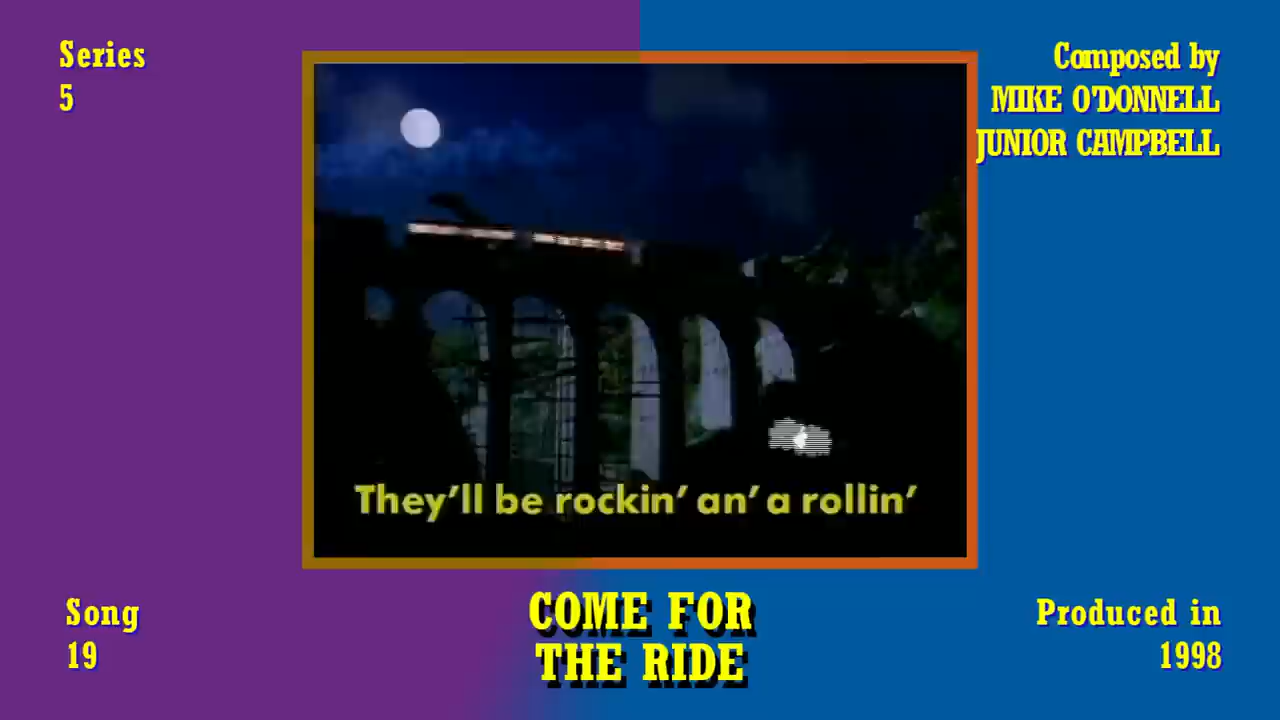 Series
5
Composed by
MIKE O'DONNELL
JUNIOR CAMPBELL
They'll be rockin' an' a rollin'
Song
19
COME FOR
THE RIDE
Produced in
1998